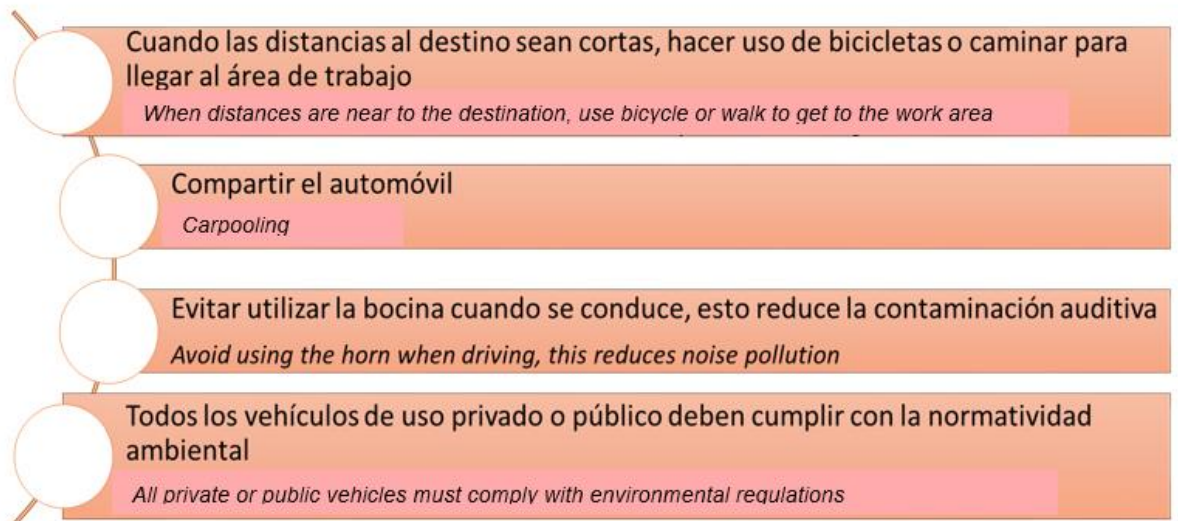 Cuando las distancias al destino sean cortas, hacer uso de bicicletas o caminar para
llegar al área de trabajo
When distances are near to the destination, use bicycle or walk to get to the work area
Compartir el automóvil
Carpooling
Evitar utilizar la bocina cuando se conduce, esto reduce la contaminación auditiva
Avoid using the horn when driving, this reduces noise pollution
Todos los vehículos de uso privado o público deben cumplir con la normatividad
ambiental
All private or public vehicles must comply with environmental regulations